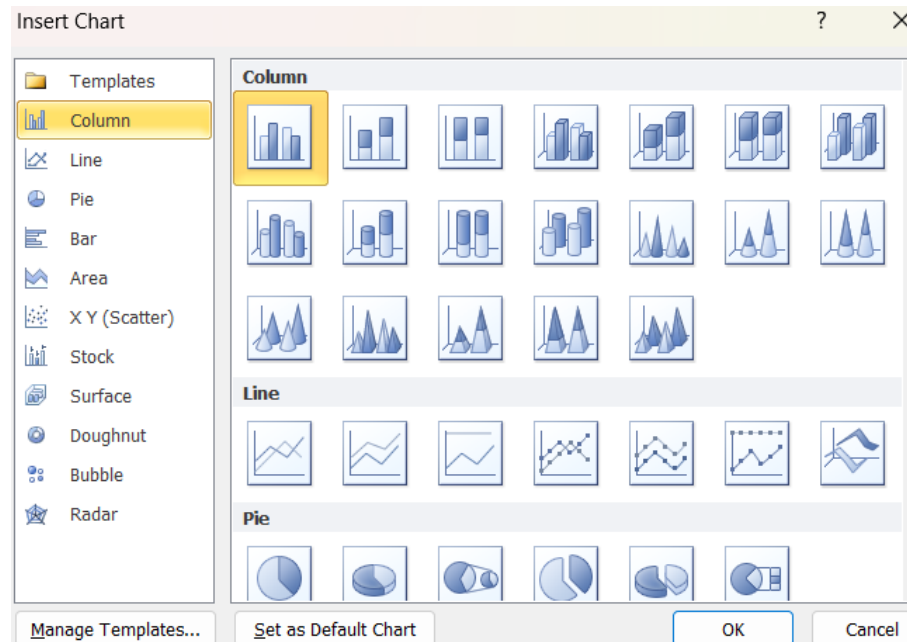 Insert Chart
?
Templates
Column
Line
Pie
Bar
Area
X Y (Scatter)
Stock
Surface
Doughnut
Bubble
Radar
Column
Line
Pie
Manage Templates...
Set as Default Chart
OK
Cancel